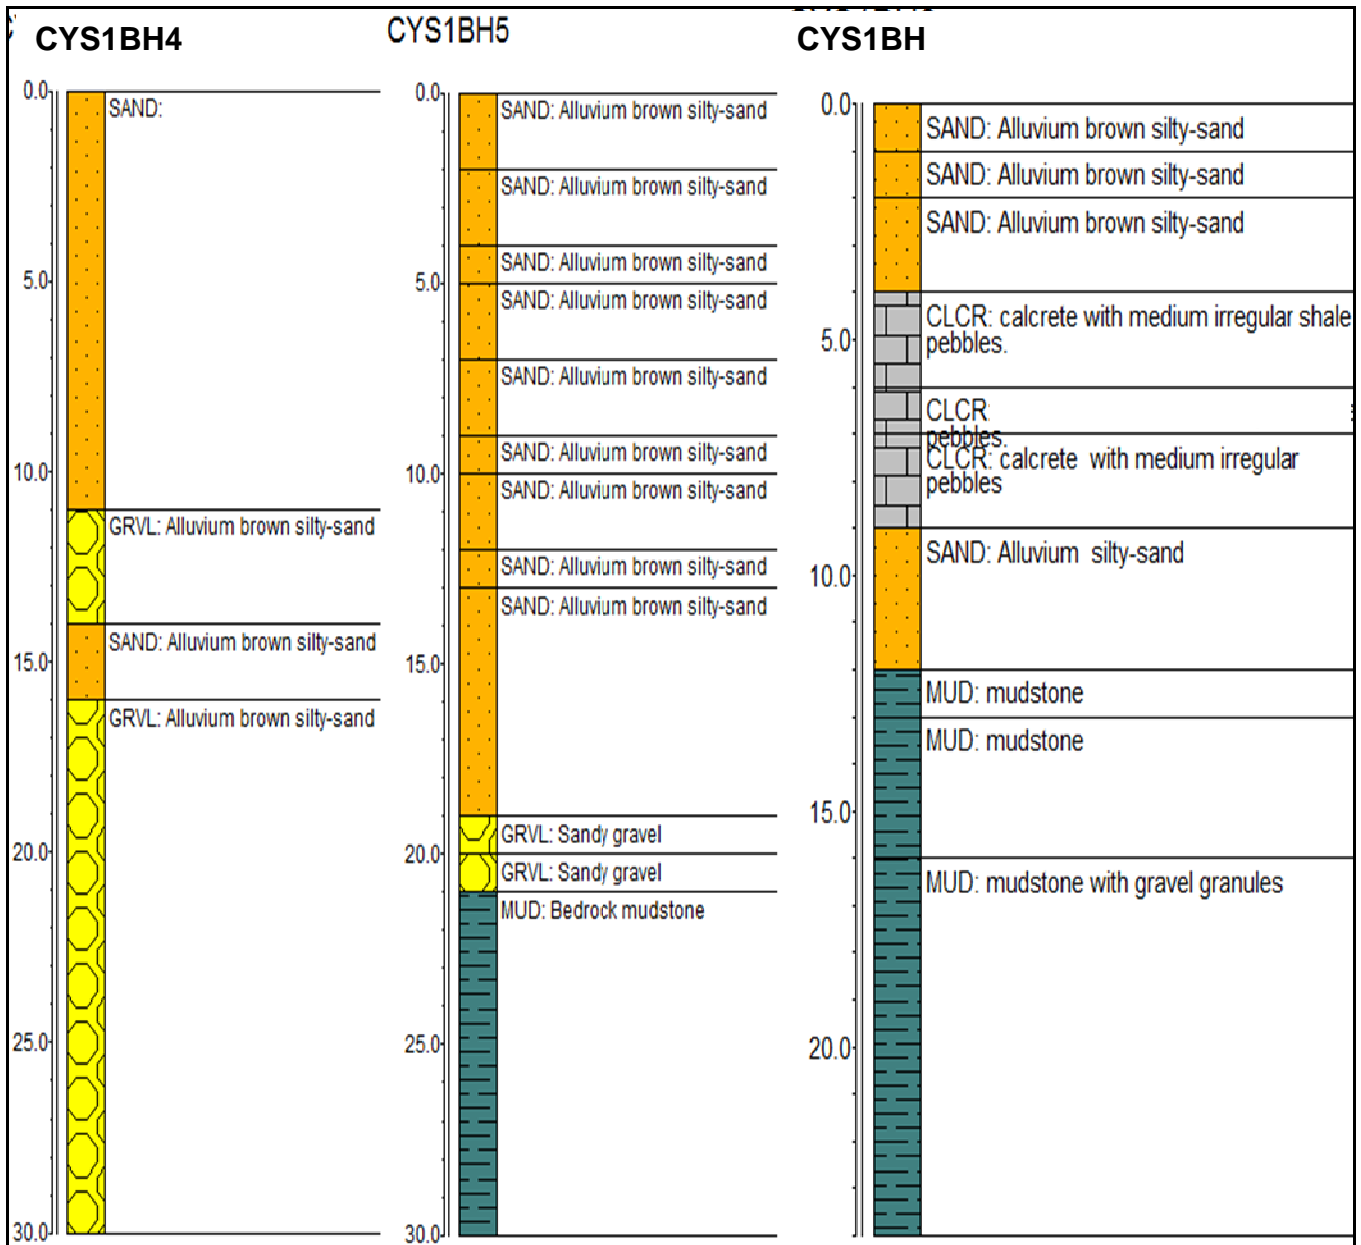 CYS1BH4
0.0
SAND:
5.0
10.0
GRVL: Alluvium brown silty-sand
SAND: Alluvium brown silty-sand
15.0
GRVL: Alluvium brown silty-sand
20.0
25.0
30.0
CYS1BH5
0.0
SAND: Alluvium brown silty-sand
SAND: Alluvium brown silty-sand
SAND: Alluvium brown silty-sand
5.0
SAND: Alluvium brown silty-sand
SAND: Alluvium brown silty-sand
SAND: Alluvium brown silty-sand
10.0
SAND: Alluvium brown silty-sand
SAND: Alluvium brown silty-sand
SAND: Alluvium brown silty-sand
15.0
GRVL: Sandy gravel
20.0
GRVL: Sandy gravel
MUD: Bedrock mudstone
25.0
30.0
CYS1BH
0.0
SAND: Alluvium brown silty-sand
SAND: Alluvium brown silty-sand
SAND: Alluvium brown silty-sand
CLCR: calcrete with medium irregular shale
5.0
pebbles.
CLCR:
pebbles.
CLCR: calcrete with medium irregular
pebbles
SAND: Alluvium silty-sand
10.0
MUD: mudstone
MUD: mudstone
15.0
MUD: mudstone with gravel granules
20.0